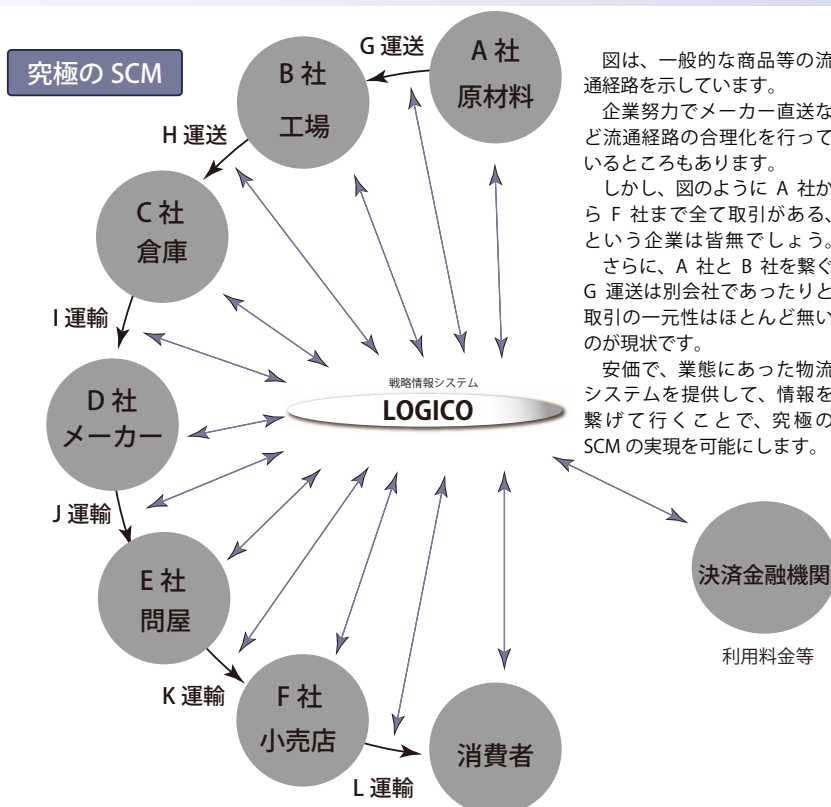 究極の SCM
G 運送
A 社
原材料
B 社
工場
H 運送
C 社
倉庫
I 運輸
D 社
メーカー
J 運輸
E 社
問屋
K 運輸
F 社
小売店
L 運輸
消費者
戦略情報システム
LOGICO
決済金融機関
利用料金等
図は、一般的な商品等の流
通経路を示しています。
企業努力でメーカー直送な
ど流通経路の合理化を行って
いるところもあります。
しかし、図のように A 社か
ら F 社まで全て取引がある、
という企業は皆無でしょう。
さらに、A 社と B 社を繋ぐ
G 運送は別会社であったりと
取引の一元性はほとんど無い
のが現状です。
安価で、業態にあった物流
システムを提供して、情報を
繋げて行くことで、究極の
SCM の実現を可能にします。